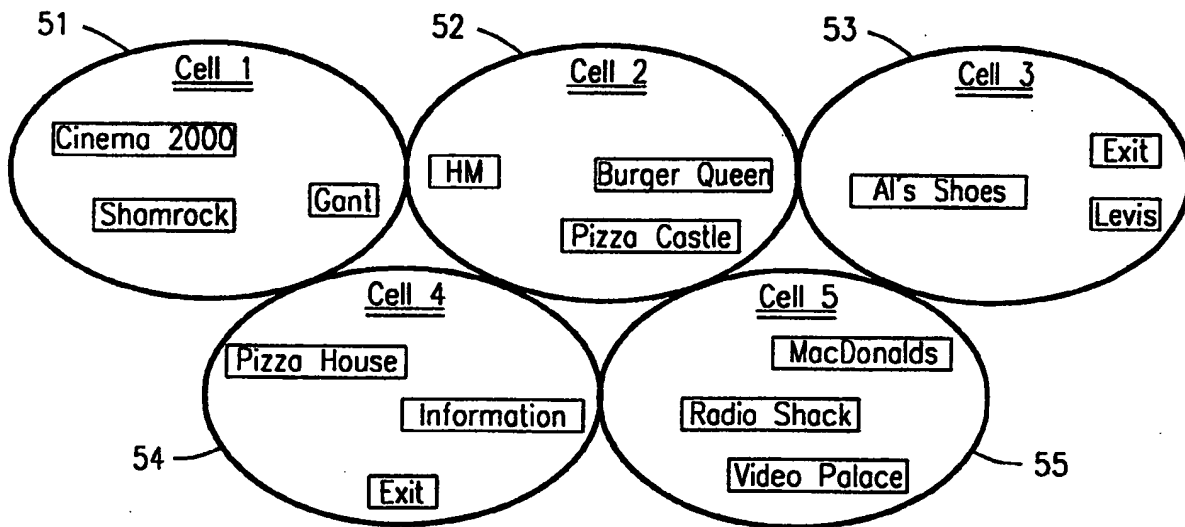 51
52
53
Cell 1
Cinema 2000
Shamrock
Gant
Cell 2
HM
Burger Queen
Pizza Castle
Cell 3
Exit
Al's Shoes
Levis
Cell 4
Pizza House
Information
Exit
54
Cell 5
MacDonalds
Radio Shack
Video Palace
55